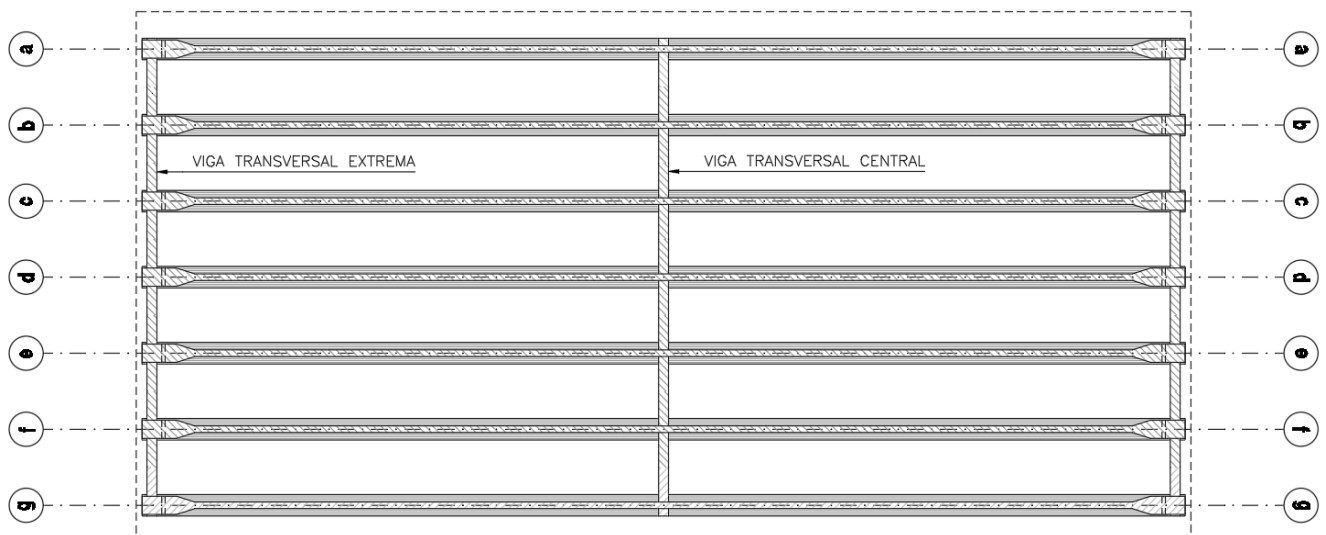 a a
b b
VIGA TRANSVERSAL EXTREMA VIGA TRANSVERSAL CENTRAL
c c
d d
e e
f f
g g